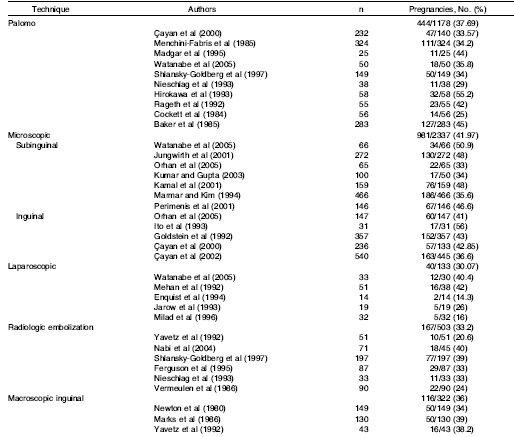 Technique Authors n Pregnancies, No. (%)
Palomo 444/1178 (37.69)
Çayan et al (2000) 232 47/140 (33.57)
Menchini-Fabris et al (1985) 324 111/324 (34.2)
Madgar et al (1995) 25 11/25 (44)
Watanabe et al (2005) 50 18/50 (35.8)
Shlansky-Goldberg et al (1997) 149 50/149 (34)
Nieschlag et al (1993) 38 11/38 (29)
Hirokawa et al (1993) 58 32/58 (55.2)
Rageth et al (1992) 55 23/55 (42)
Cockett et al (1984) 56 14/56 (25)
Baker et al (1985) 283 127/283 (45)
Microscopic 981/2337 (41.97)
Subinguinal Watanabe et al (2005) 66 34/66 (50.9)
Jungwirth et al (2001) 272 130/272 (48)
Orhan et al (2005) 65 22/65 (33)
Kumar and Gupta (2003) 100 17/50 (34)
Kamal et al (2001) 159 76/159 (48)
Marmar and Kim (1994) 466 186/466 (35.6)
Perimenis et al (2001) 146 67/146 (46.6)
Inguinal Orhan et al (2005) 147 60/147 (41)
Ito et al (1993) 31 17/31 (56)
Goldstein et al (1992) 357 152/357 (43)
Çayan et al (2000) 236 57/133 (42.85)
Çayan et al (2002) 540 163/445 (36.6)
Laparoscopic 40/133 (30.07)
Watanabe et al (2005) 33 12/30 (40.4)
Mehan et al (1992) 51 16/38 (42)
Enquist et al (1994) 14 2/14 (14.3)
Jarow et al (1993) 19 5/19 (26)
Milad et al (1996) 32 5/32 (16)
Radiologic embolization 167/503 (33.2)
Yavetz et al (1992) 51 10/51 (20.6)
Nabi et al (2004) 71 18/45 (40)
Shlansky-Goldberg et al (1997) 197 77/197 (39)
Ferguson et al (1995) 87 29/87 (33)
Nieschlag et al (1993) 33 11/33 (33)
Vermeulen et al (1986) 90 22/90 (24)
Macroscopic inguinal 116/322 (36)
Newton et al (1980) 149 50/149 (34)
Marks et al (1986) 130 50/130 (39)
Yavetz et al (1992) 43 16/43 (38.2)